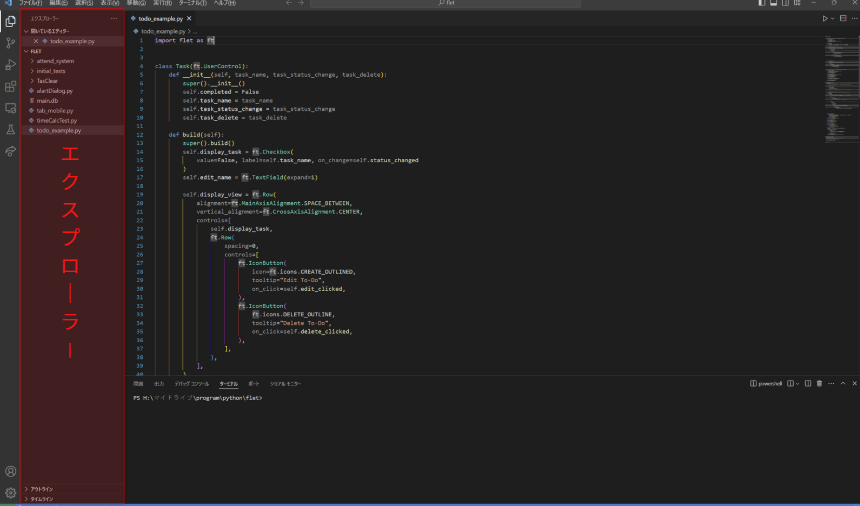 ファイル(F) 編集(E) 選択(S) 表示(V) 移動(G) 実行(R) ターミナル(T) ヘルプ(H)
flet
エクスプローラー
開いているエディター
todo_example.py
FLET
attend_system
initial_tests
TasClear
alartDialog.py
main.db
tab_mobile.py
timeCalcTest.py
todo_example.py
エクスプローラー
アウトライン
タイムライン
todo_example.py
todo_example.py > ...
1 import flet as ft
2
3
4 class Task(ft.UserControl):
5 def __init__(self, task_name, task_status_change, task_delete):
6 super().__init__()
7 self.completed = False
8 self.task_name = task_name
9 self.task_status_change = task_status_change
10 self.task_delete = task_delete
11
12 def build(self):
13 super().build()
14 self.display_task = ft.Checkbox(
15 value=False, label=self.task_name, on_change=self.status_changed
16 )
17 self.edit_name = ft.TextField(expand=1)
18
19 self.display_view = ft.Row(
20 alignment=ft.MainAxisAlignment.SPACE_BETWEEN,
21 vertical_alignment=ft.CrossAxisAlignment.CENTER,
22 controls=[
23 self.display_task,
24 ft.Row(
25 spacing=0,
26 controls=[
27 ft.IconButton(
28 icon=ft.icons.CREATE_OUTLINED,
29 tooltip="Edit To-Do",
30 on_click=self.edit_clicked,
31 ),
32 ft.IconButton(
33 ft.icons.DELETE_OUTLINE,
34 tooltip="Delete To-Do",
35 on_click=self.delete_clicked,
36 ),
37 ],
38 ),
39 ],
40 )
問題 出力 デバッグ コンソール ターミナル ポート シリアル モニター
powershell
PS H:\マイドライブ\program\python\flet>